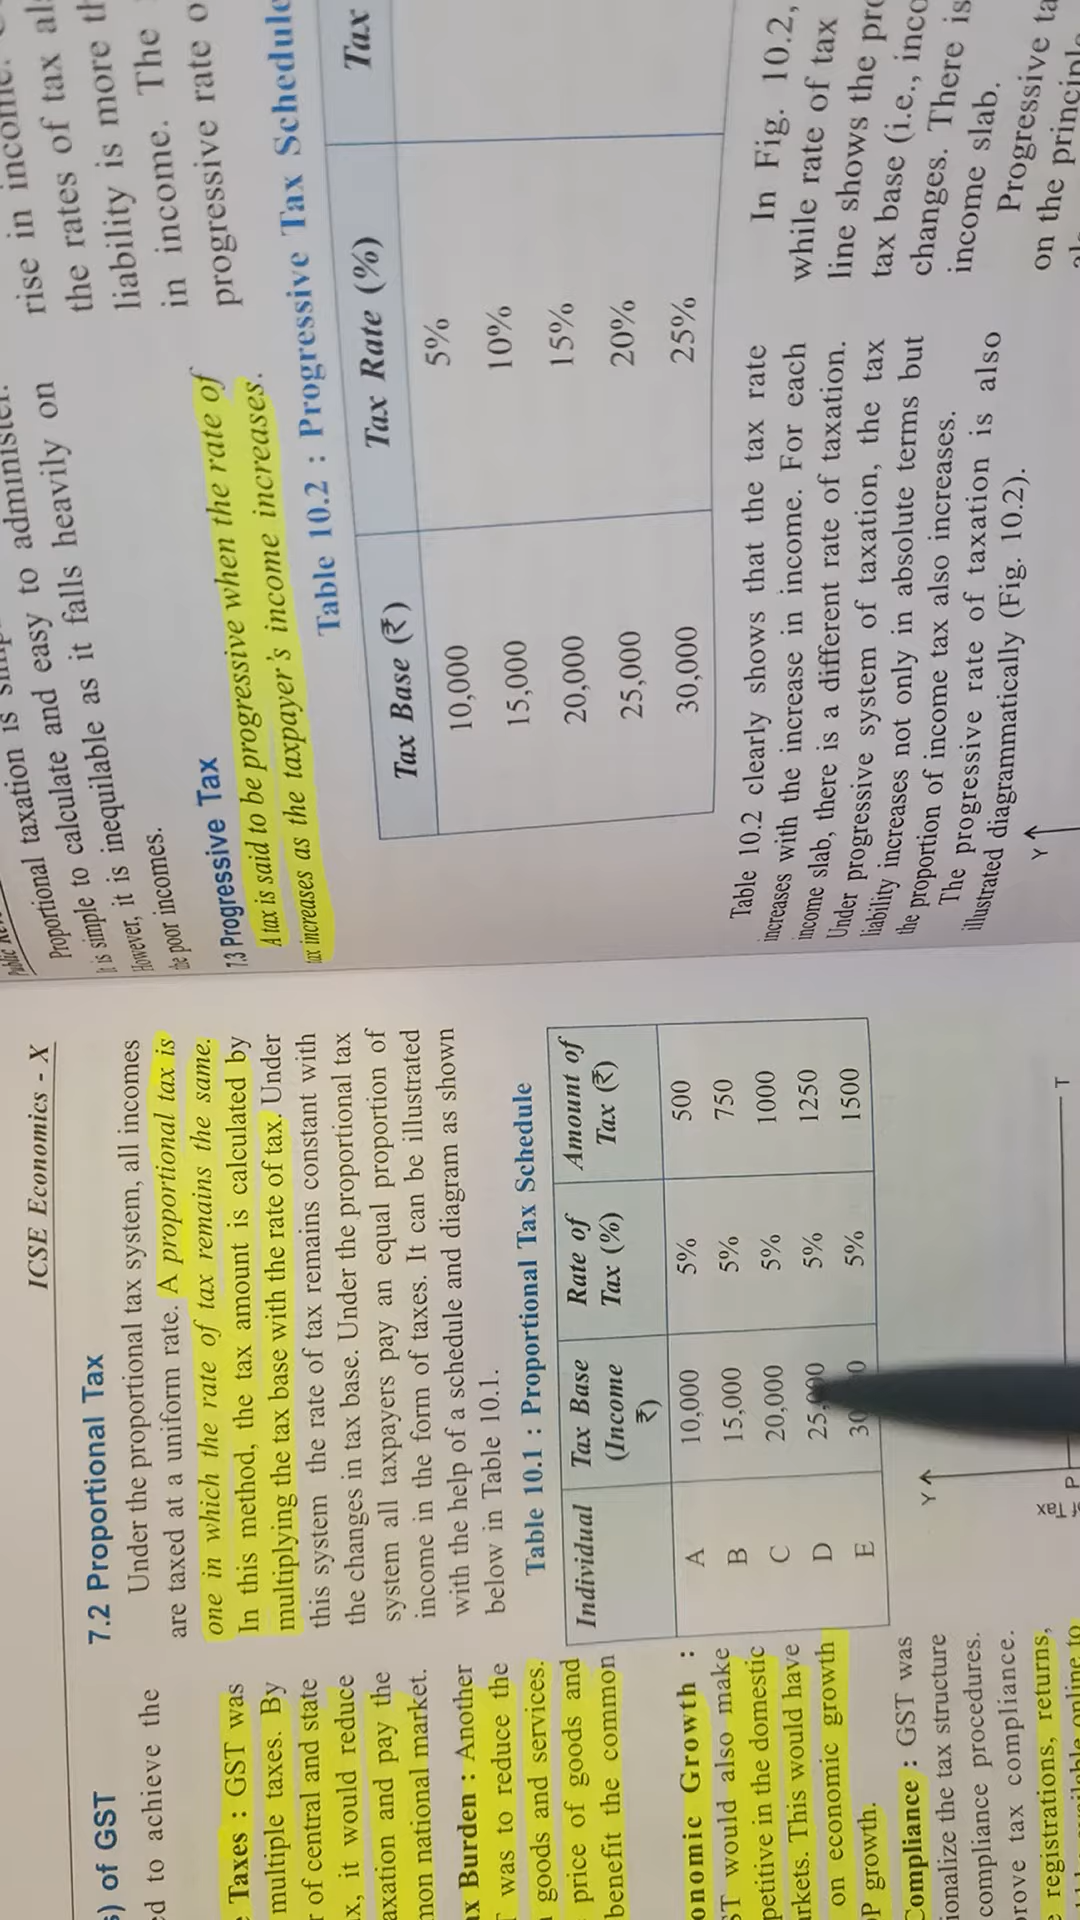 ICSE Economics - X
) of GST
ed to achieve the
Taxes : GST was
multiple taxes. By
r of central and state
x, it would reduce
axation and pay the
mon national market.
x Burden : Another
was to reduce the
goods and services.
price of goods and
benefit the common
onomic Growth :
ST would also make
petitive in the domestic
rkets. This would have
on economic growth
P growth.
Compliance : GST was
ionalize the tax structure
compliance procedures.
rove tax compliance.
registrations, returns,
7.2 Proportional Tax
Under the proportional tax system, all incomes
are taxed at a uniform rate. A proportional tax is
one in which the rate of tax remains the same.
In this method, the tax amount is calculated by
multiplying the tax base with the rate of tax. Under
this system the rate of tax remains constant with
the changes in tax base. Under the proportional tax
system all taxpayers pay an equal proportion of
income in the form of taxes. It can be illustrated
with the help of a schedule and diagram as shown
below in Table 10.1.
Table 10.1 : Proportional Tax Schedule
Individual Tax Base (Income ₹) Rate of Tax (%) Amount of Tax (₹)
A 10,000 5% 500
B 15,000 5% 750
C 20,000 5% 1000
D 25, 5% 1250
E 30 5% 1500
Y
P T
Proportional taxation is
It is simple to calculate and easy to administer.
However, it is inequitable as it falls heavily on
the poor incomes.
7.3 Progressive Tax
A tax is said to be progressive when the rate of
tax increases as the taxpayer's income increases.
Table 10.2 : Progressive Tax Schedule
Tax Base (₹) Tax Rate (%) Tax
10,000 5%
15,000 10%
20,000 15%
25,000 20%
30,000 25%
Table 10.2 clearly shows that the tax rate
increases with the increase in income. For each
income slab, there is a different rate of taxation.
Under progressive system of taxation, the tax
liability increases not only in absolute terms but
the proportion of income tax also increases.
The progressive rate of taxation is also
illustrated diagrammatically (Fig. 10.2).
Y
rise in income.
the rates of tax al
liability is more th
in income. The
progressive rate o
In Fig. 10.2,
while rate of tax
line shows the pr
tax base (i.e., inco
changes. There is
income slab.
Progressive ta
on the principl